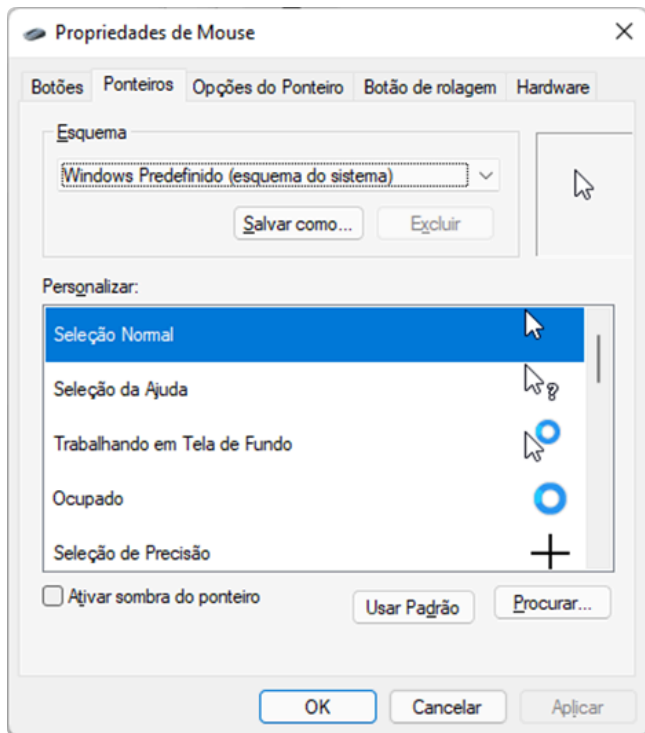 Propriedades de Mouse
Botões Ponteiros Opções do Ponteiro Botão de rolagem Hardware
Esquema
Windows Predefinido (esquema do sistema)
Salvar como... Excluir
Personalizar:
Seleção Normal
Seleção da Ajuda
Trabalhando em Tela de Fundo
Ocupado
Seleção de Precisão
Ativar sombra do ponteiro Usar Padrão Procurar...
OK Cancelar Aplicar